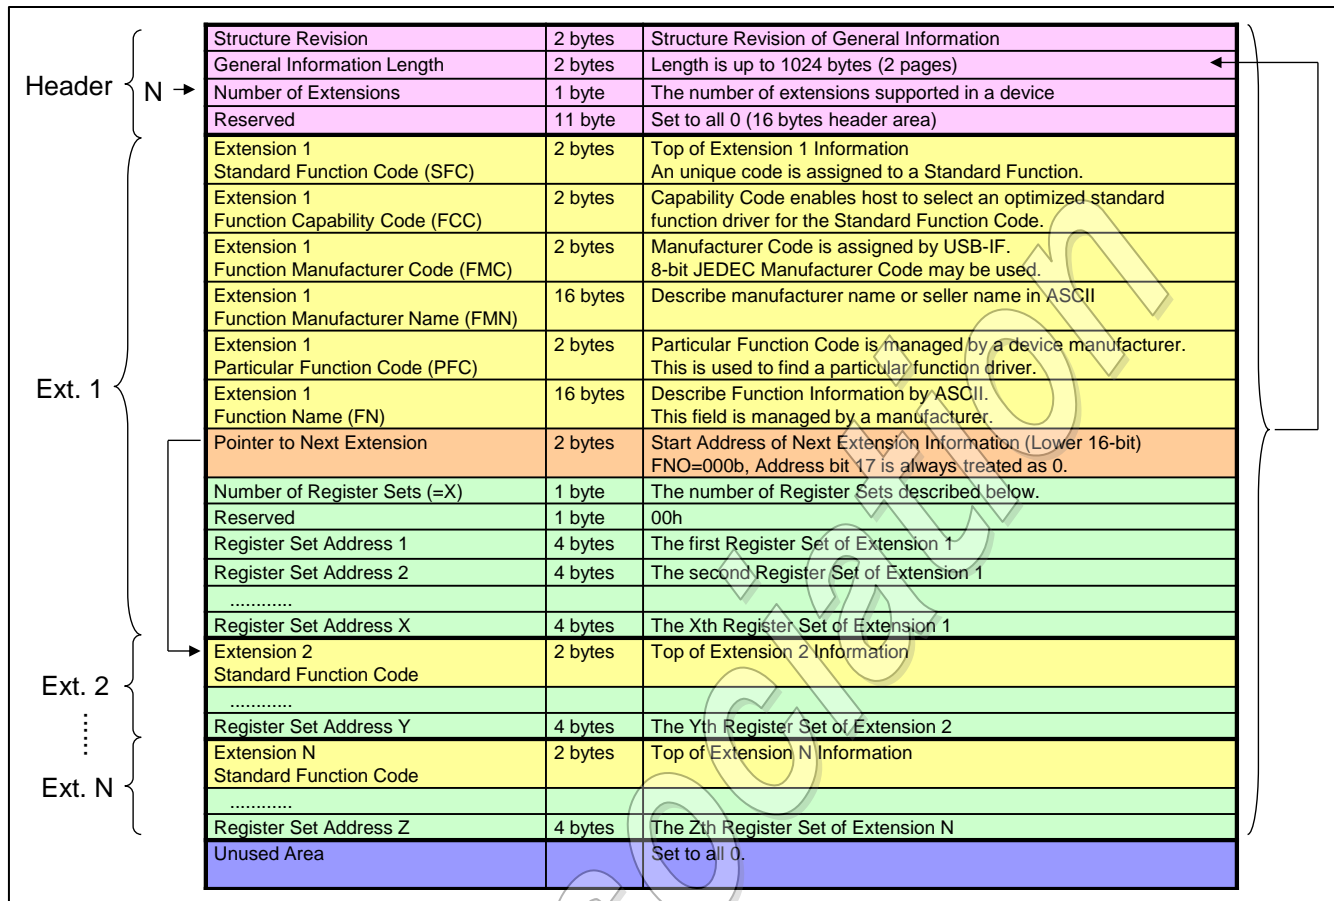 Structure Revision 2 bytes Structure Revision of General Information
General Information Length 2 bytes Length is up to 1024 bytes (2 pages)
Header N Number of Extensions 1 byte The number of extensions supported in a device
Reserved 11 byte Set to all 0 (16 bytes header area)
Extension 1 2 bytes Top of Extension 1 Information
Standard Function Code (SFC) An unique code is assigned to a Standard Function.
Extension 1 2 bytes Capability Code enables host to select an optimized standard
Function Capability Code (FCC) function driver for the Standard Function Code.
Extension 1 2 bytes Manufacturer Code is assigned by USB-IF.
Function Manufacturer Code (FMC) 8-bit JEDEC Manufacturer Code may be used.
Extension 1 16 bytes Describe manufacturer name or seller name in ASCII
Function Manufacturer Name (FMN)
Extension 1 2 bytes Particular Function Code is managed by a device manufacturer.
Particular Function Code (PFC) This is used to find a particular function driver.
Ext. 1 Extension 1 16 bytes Describe Function Information by ASCII.
Function Name (FN) This field is managed by a manufacturer.
Pointer to Next Extension 2 bytes Start Address of Next Extension Information (Lower 16-bit)
FNO=000b, Address bit 17 is always treated as 0.
Number of Register Sets (=X) 1 byte The number of Register Sets described below.
Reserved 1 byte 00h
Register Set Address 1 4 bytes The first Register Set of Extension 1
Register Set Address 2 4 bytes The second Register Set of Extension 1
............
Register Set Address X 4 bytes The Xth Register Set of Extension 1
Extension 2 2 bytes Top of Extension 2 Information
Standard Function Code
Ext. 2 ............
Register Set Address Y 4 bytes The Yth Register Set of Extension 2
Extension N 2 bytes Top of Extension N Information
Standard Function Code
Ext. N ............
Register Set Address Z 4 bytes The Zth Register Set of Extension N
Unused Area Set to all 0.
ociation